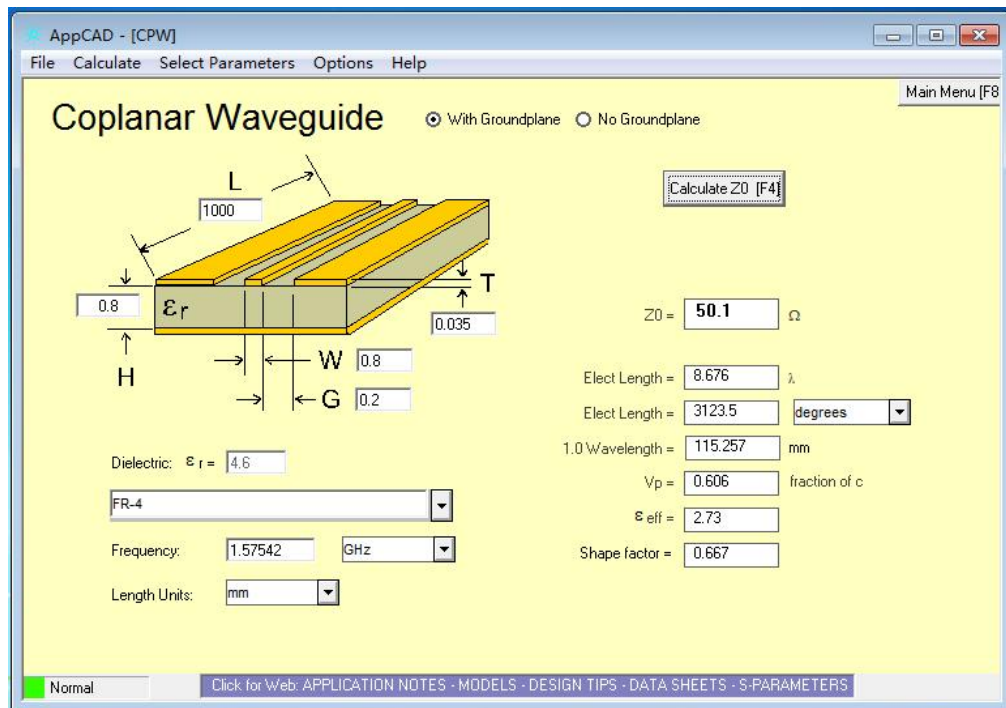 AppCAD - [CPW]
File Calculate Select Parameters Options Help
Main Menu [F8
Coplanar Waveguide
With Groundplane No Groundplane
Calculate Z0 [F4]
L
1000
0.8
εr
T
0.035
H
W 0.8
G 0.2
Z0 = 50.1 Ω
Elect Length = 8.676 λ
Elect Length = 3123.5 degrees
1.0 Wavelength = 115.257 mm
Vp = 0.606 fraction of c
ε eff = 2.73
Shape factor = 0.667
Dielectric: ε r = 4.6
FR-4
Frequency: 1.57542 GHz
Length Units: mm
Normal
Click for Web: APPLICATION NOTES - MODELS - DESIGN TIPS - DATA SHEETS - S-PARAMETERS